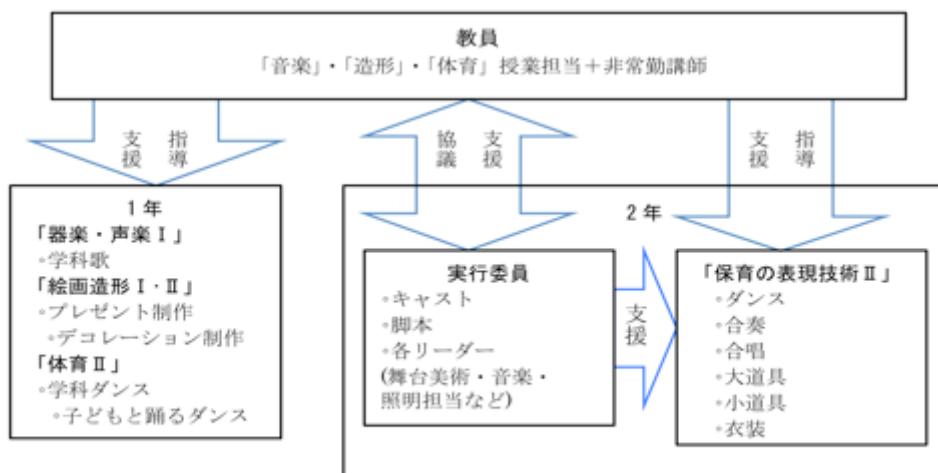 教員
「音楽」・「造形」・「体育」授業担当＋非常勤講師
指導
支援
支援
協議
指導
支援
1年
「器楽・声楽Ⅰ」
◦学科歌
「絵画造形Ⅰ・Ⅱ」
◦プレゼント制作
◦デコレーション制作
「体育Ⅱ」
◦学科ダンス
◦子どもと踊るダンス
2年
実行委員
◦キャスト
◦脚本
◦各リーダー
(舞台美術・音楽・
照明担当など)
支援
「保育の表現技術Ⅱ」
◦ダンス
◦合奏
◦合唱
◦大道具
◦小道具
◦衣装